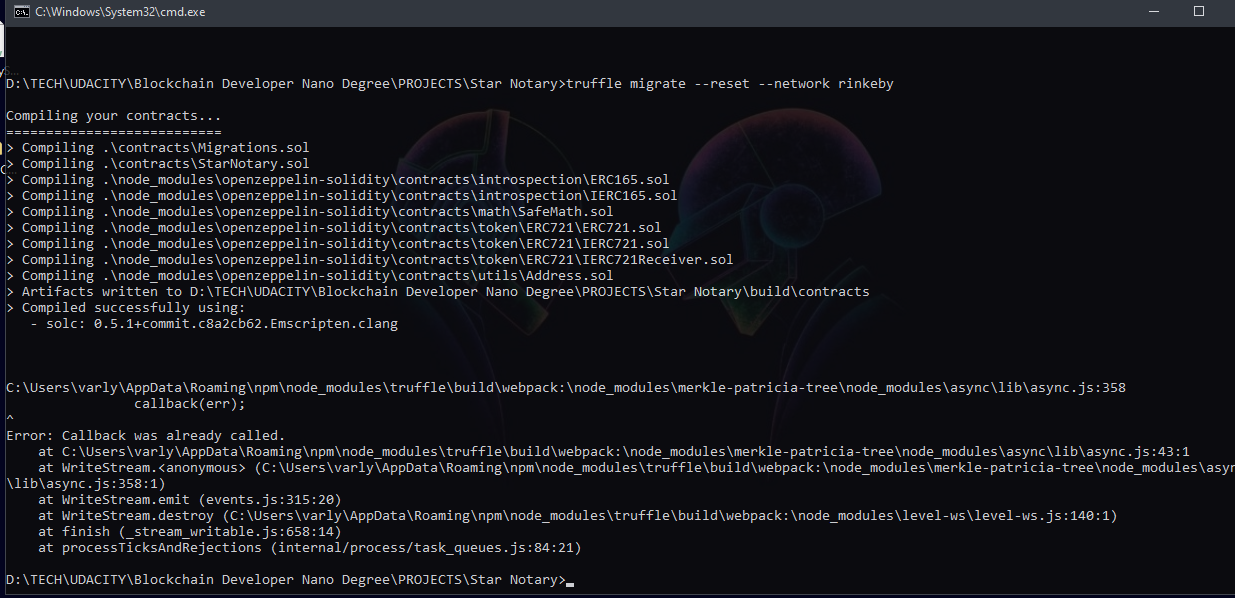 C:\Windows\System32\cmd.exe
D:\TECH\UDACITY\Blockchain Developer Nano Degree\PROJECTS\Star Notary>truffle migrate --reset --network rinkeby
Compiling your contracts...
===========================
> Compiling .\contracts\Migrations.sol
> Compiling .\contracts\StarNotary.sol
> Compiling .\node_modules\openzeppelin-solidity\contracts\introspection\ERC165.sol
> Compiling .\node_modules\openzeppelin-solidity\contracts\introspection\IERC165.sol
> Compiling .\node_modules\openzeppelin-solidity\contracts\math\SafeMath.sol
> Compiling .\node_modules\openzeppelin-solidity\contracts\token\ERC721\ERC721.sol
> Compiling .\node_modules\openzeppelin-solidity\contracts\token\ERC721\IERC721.sol
> Compiling .\node_modules\openzeppelin-solidity\contracts\token\ERC721\IERC721Receiver.sol
> Compiling .\node_modules\openzeppelin-solidity\contracts\utils\Address.sol
> Artifacts written to D:\TECH\UDACITY\Blockchain Developer Nano Degree\PROJECTS\Star Notary\build\contracts
> Compiled successfully using:
   - solc: 0.5.1+commit.c8a2cb62.Emscripten.clang
C:\Users\varly\AppData\Roaming\npm\node_modules\truffle\build\webpack:\node_modules\merkle-patricia-tree\node_modules\async\lib\async.js:358
                callback(err);
^
Error: Callback was already called.
    at C:\Users\varly\AppData\Roaming\npm\node_modules\truffle\build\webpack:\node_modules\merkle-patricia-tree\node_modules\async\lib\async.js:43:1
    at WriteStream.<anonymous> (C:\Users\varly\AppData\Roaming\npm\node_modules\truffle\build\webpack:\node_modules\merkle-patricia-tree\node_modules\asyn
\lib\async.js:358:1)
    at WriteStream.emit (events.js:315:20)
    at WriteStream.destroy (C:\Users\varly\AppData\Roaming\npm\node_modules\truffle\build\webpack:\node_modules\level-ws\level-ws.js:140:1)
    at finish (_stream_writable.js:658:14)
    at processTicksAndRejections (internal/process/task_queues.js:84:21)
D:\TECH\UDACITY\Blockchain Developer Nano Degree\PROJECTS\Star Notary>